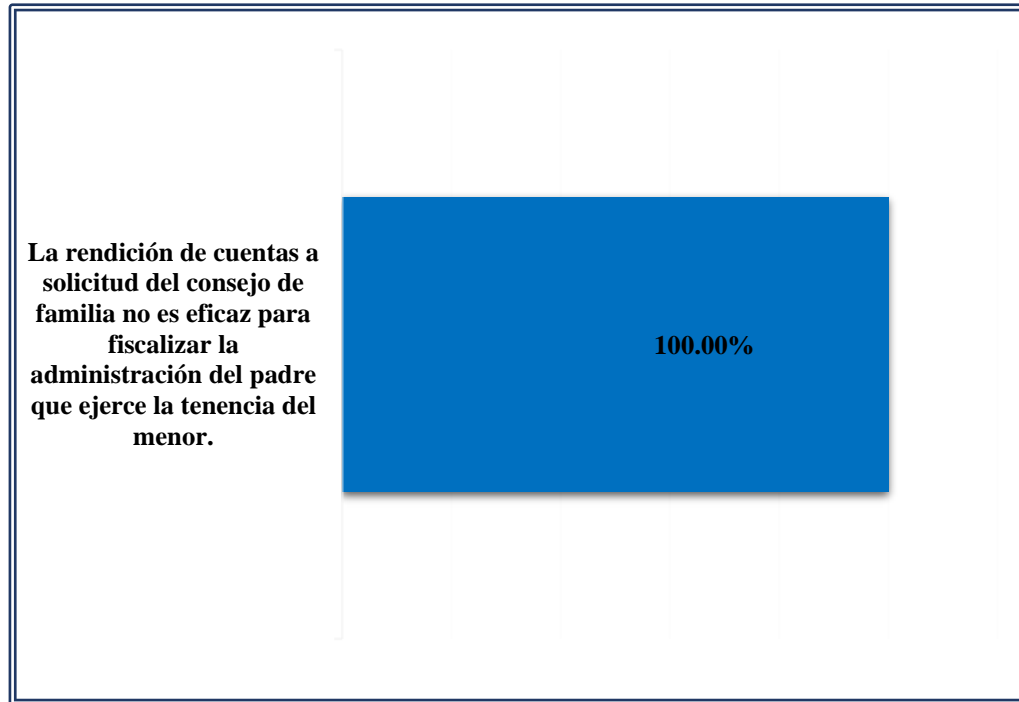 La rendición de cuentas a
solicitud del consejo de
familia no es eficaz para
fiscalizar la
administración del padre
que ejerce la tenencia del
menor.
100.00%